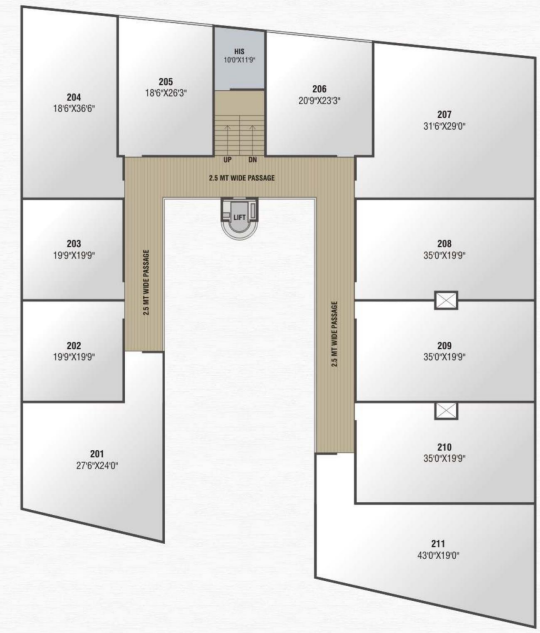 HIS
10'0"X11'9"
204
18'6"X36'6"
205
18'6"X26'3"
206
20'9"X23'3"
207
31'6"X29'0"
UP DN
2.5 MT WIDE PASSAGE
LIFT
203
19'9"X19'9"
2.5 MT WIDE PASSAGE
208
35'0"X19'9"
202
19'9"X19'9"
2.5 MT WIDE PASSAGE
209
35'0"X19'9"
201
27'6"X24'0"
210
35'0"X19'9"
211
43'0"X19'0"